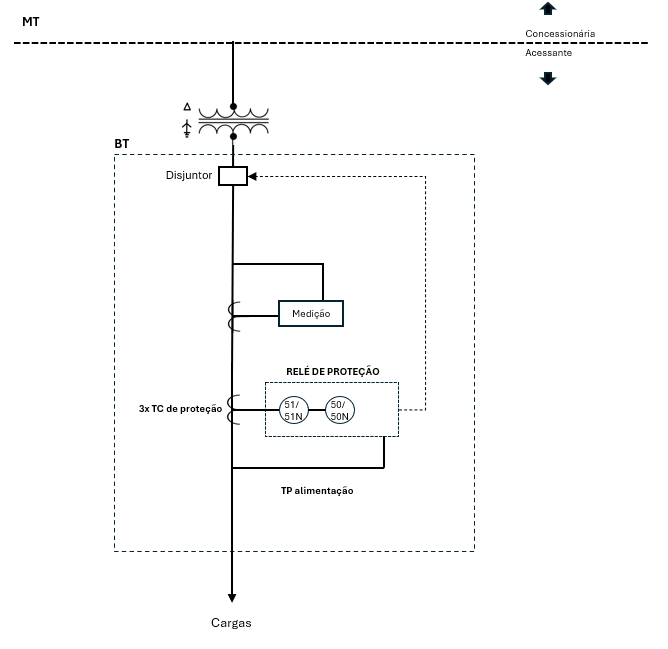 MT
Concessionária
Acessante
Δ
BT
Disjuntor
Medição
RELÉ DE PROTEÇÃO
3x TC de proteção
51/
51N
50/
50N
TP alimentação
Cargas